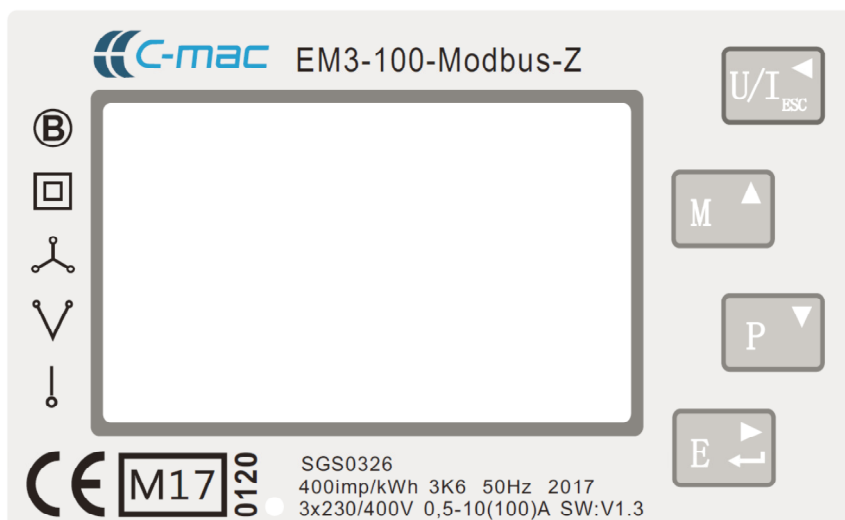 C-mac EM3-100-Modbus-Z
U/I ESC
B
M
P
E
CE M17 0120
SGS0326
400imp/kWh 3K6 50Hz 2017
3x230/400V 0,5-10(100)A SW:V1.3